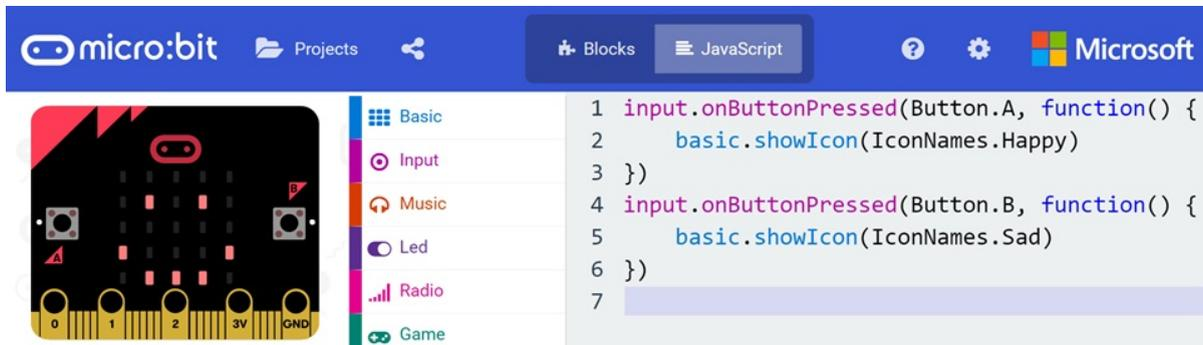 micro:bit Projects Blocks JavaScript Microsoft
B
A
0 1 2 3V GND
Basic
Input
Music
Led
Radio
Game
1 input.onButtonPressed(Button.A, function() {
2     basic.showIcon(IconNames.Happy)
3 })
4 input.onButtonPressed(Button.B, function() {
5     basic.showIcon(IconNames.Sad)
6 })
7